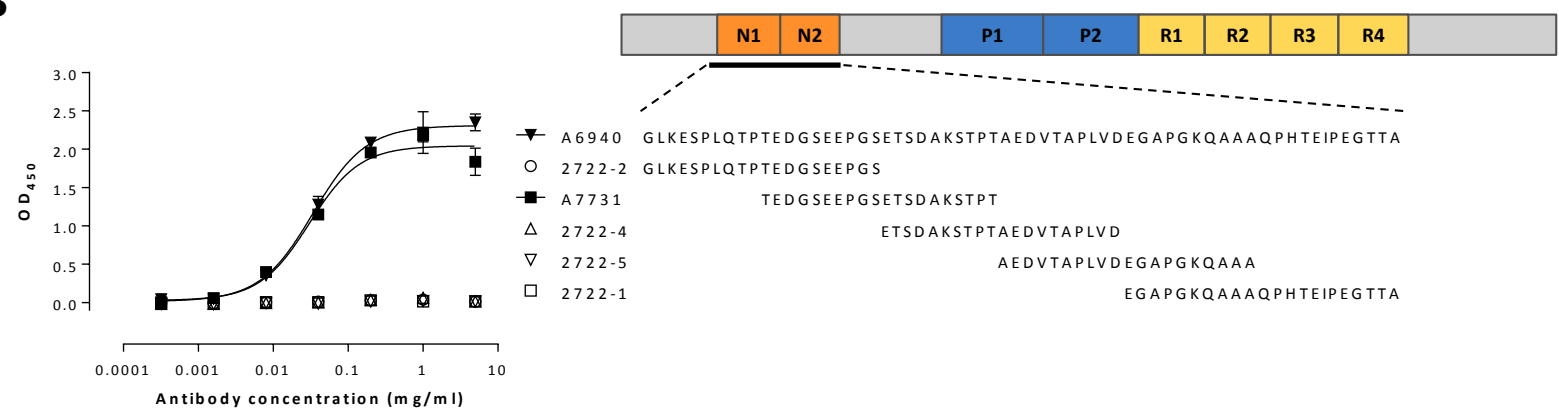 N1 N2 P1 P2 R1 R2 R3 R4
3.0
2.5
2.0
1.5
1.0
0.5
0.0
OD450
0.0001 0.001 0.01 0.1 1 10
Antibody concentration (mg/ml)
A6940 GLKESPLQTPTEDGSEEPGSETSDAKSTPTAEDVTAPLVDEGAPGKQAAAQPHTEIPEGTTA
2722-2 GLKESPLQTPTEDGSEEPGS
A7731 TEDGSEEPGSETSDAKSTPT
2722-4 ETSDAKSTPTAEDVTAPLVD
2722-5 AEDVTAPLVDEGAPGKQAAA
2722-1 EGAPGKQAAAQPHTEIPEGTTA